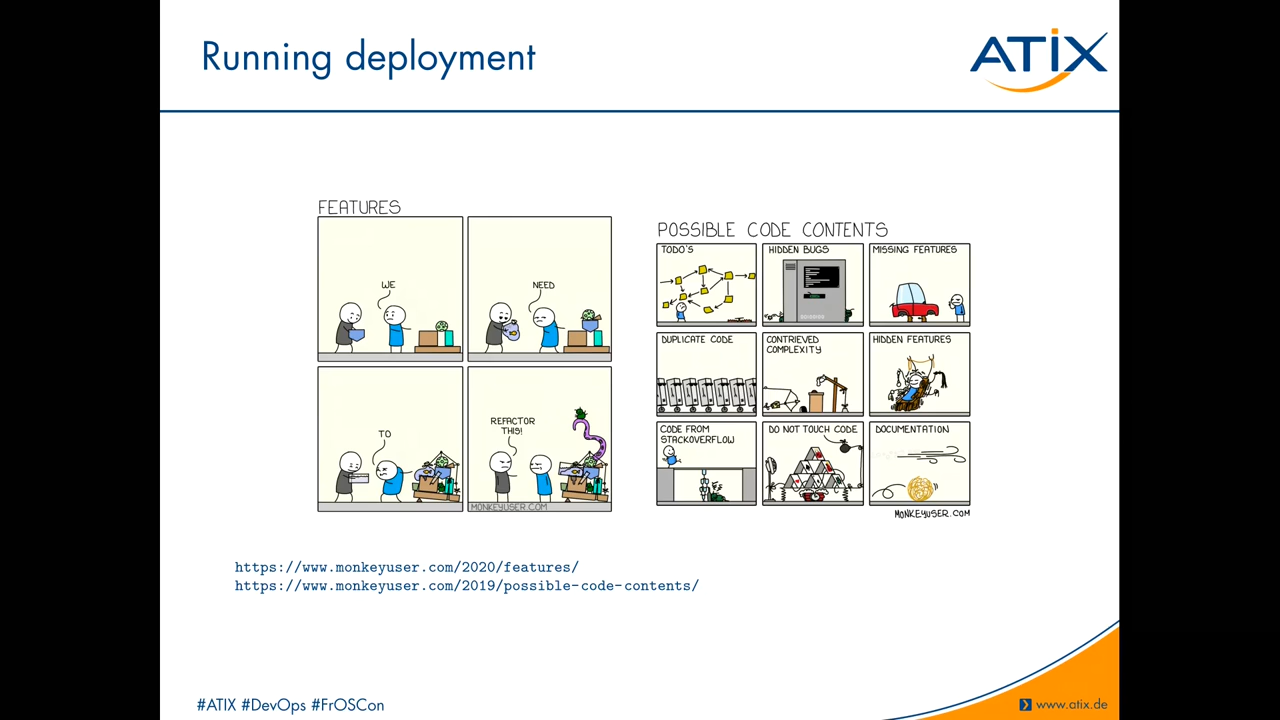 Running deployment
ATIX
FEATURES
WE
NEED
TO
REFACTOR
THIS!
MONKEYUSER.COM
POSSIBLE CODE CONTENTS
TODO'S
HIDDEN BUGS
MISSING FEATURES
DUPLICATE CODE
CONTRIEVED
COMPLEXITY
HIDDEN FEATURES
CODE FROM
STACKOVERFLOW
DO NOT TOUCH CODE
DOCUMENTATION
MONKEYUSER.COM
https://www.monkeyuser.com/2020/features/
https://www.monkeyuser.com/2019/possible-code-contents/
#ATIX #DevOps #FrOSCon
www.atix.de